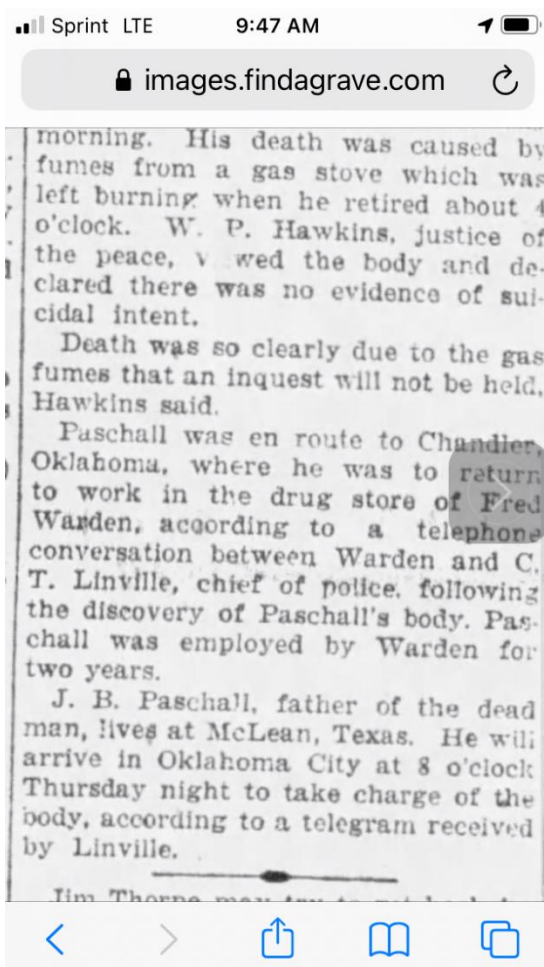 Sprint LTE 9:47 AM
images.findagrave.com
morning. His death was caused by
fumes from a gas stove which was
left burning when he retired about 4
o'clock. W. P. Hawkins, justice of
the peace, v wed the body and de-
clared there was no evidence of sui-
cidal intent.
Death was so clearly due to the gas
fumes that an inquest will not be held,
Hawkins said.
Paschall was en route to Chandler,
Oklahoma, where he was to return
to work in the drug store of Fred
Warden, according to a telephone
conversation between Warden and C.
T. Linville, chief of police, following
the discovery of Paschall's body. Pas-
chall was employed by Warden for
two years.
J. B. Paschall, father of the dead
man, lives at McLean, Texas. He will
arrive in Oklahoma City at 8 o'clock
Thursday night to take charge of the
body, according to a telegram received
by Linville.
Jim Thorpe may try to